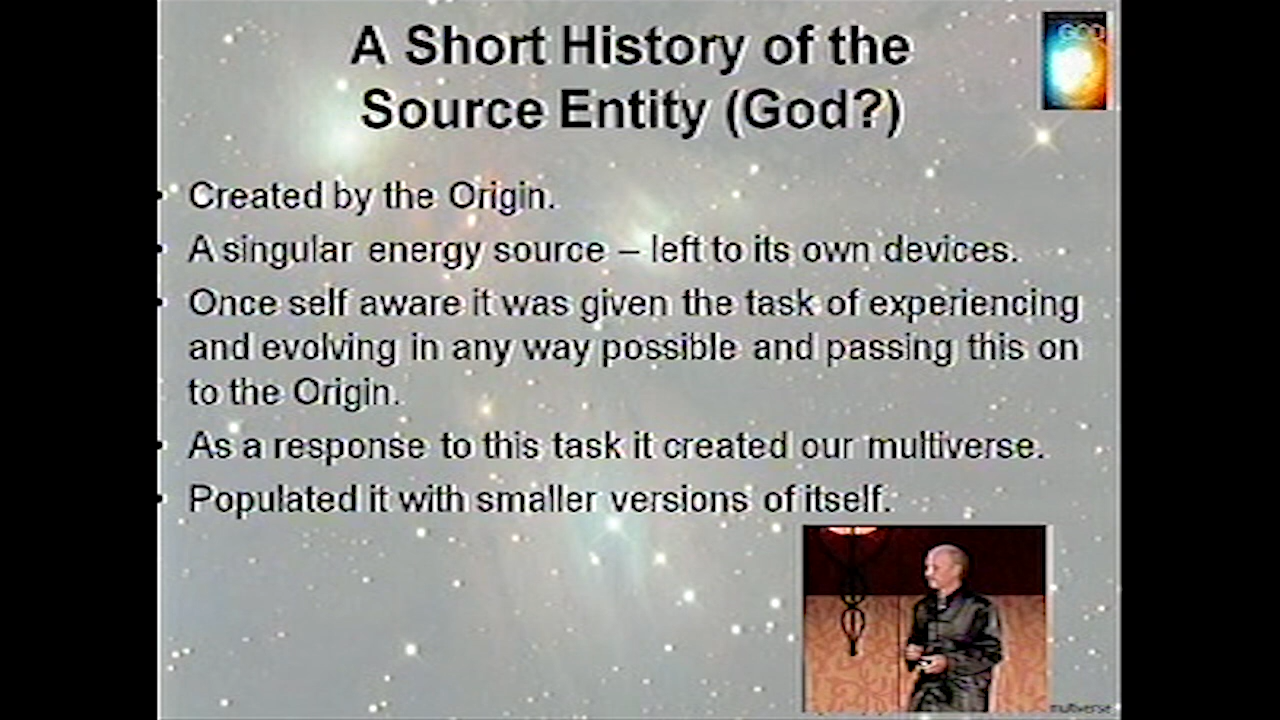 A Short History of the
Source Entity (God?)
GOD
• Created by the Origin.
• A singular energy source – left to its own devices.
• Once self aware it was given the task of experiencing
and evolving in any way possible and passing this on
to the Origin.
• As a response to this task it created our multiverse.
• Populated it with smaller versions of itself.
multiverse